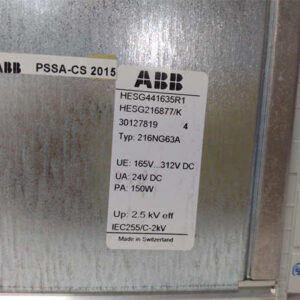 ABB PSSA-CS 2015
ABB
HESG441635R1
HESG216877/K
30127819 4
Typ: 216NG63A
UE: 165V...312V DC
UA: 24V DC
PA: 150W
Up: 2.5 kV eff
IEC255/C-2kV
Made in Switzerland